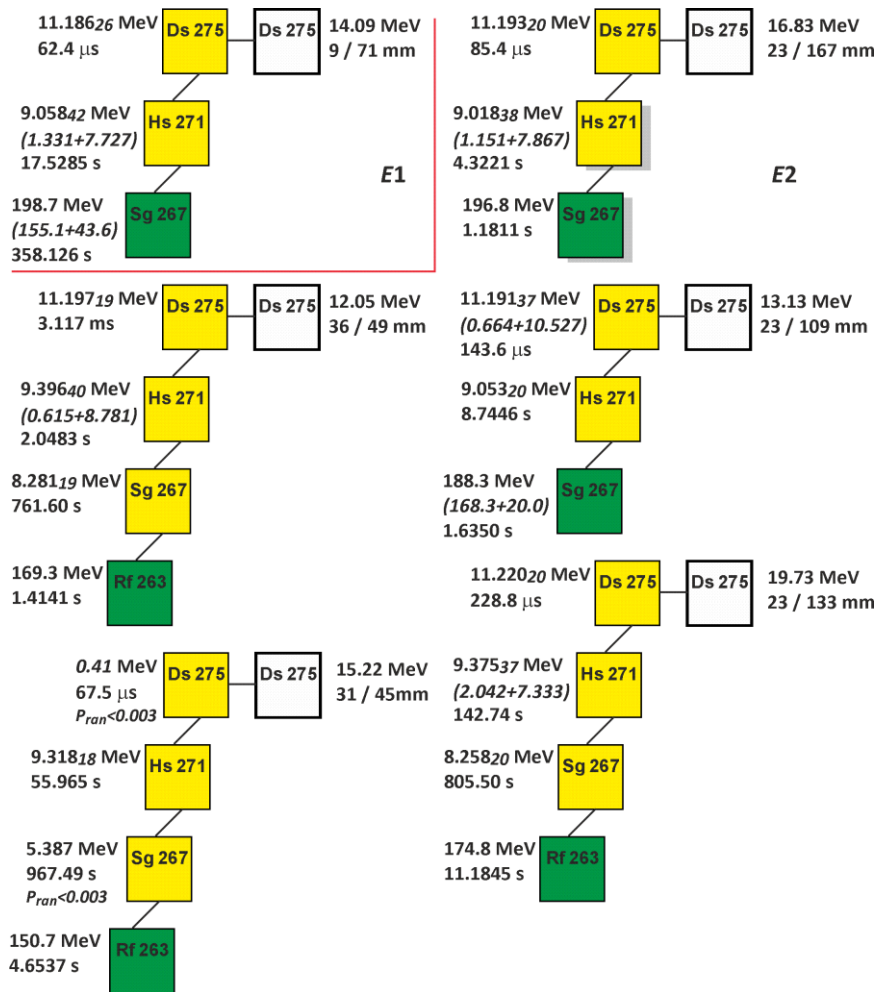 11.186₂₆ MeV
62.4 μs
Ds 275
Ds 275
14.09 MeV
9 / 71 mm
9.058₄₂ MeV
(1.331+7.727)
17.5285 s
Hs 271
E1
198.7 MeV
(155.1+43.6)
358.126 s
Sg 267
11.193₂₀ MeV
85.4 μs
Ds 275
Ds 275
16.83 MeV
23 / 167 mm
9.018₃₈ MeV
(1.151+7.867)
4.3221 s
Hs 271
E2
196.8 MeV
1.1811 s
Sg 267
11.197₁₉ MeV
3.117 ms
Ds 275
Ds 275
12.05 MeV
36 / 49 mm
9.396₄₀ MeV
(0.615+8.781)
2.0483 s
Hs 271
8.281₁₉ MeV
761.60 s
Sg 267
169.3 MeV
1.4141 s
Rf 263
11.191₃₇ MeV
(0.664+10.527)
143.6 μs
Ds 275
Ds 275
13.13 MeV
23 / 109 mm
9.053₂₀ MeV
8.7446 s
Hs 271
188.3 MeV
(168.3+20.0)
1.6350 s
Sg 267
0.41 MeV
67.5 μs
Pran<0.003
Ds 275
Ds 275
15.22 MeV
31 / 45mm
9.318₁₈ MeV
55.965 s
Hs 271
5.387 MeV
967.49 s
Pran<0.003
Sg 267
150.7 MeV
4.6537 s
Rf 263
11.220₂₀ MeV
228.8 μs
Ds 275
Ds 275
19.73 MeV
23 / 133 mm
9.375₃₇ MeV
(2.042+7.333)
142.74 s
Hs 271
8.258₂₀ MeV
805.50 s
Sg 267
174.8 MeV
11.1845 s
Rf 263